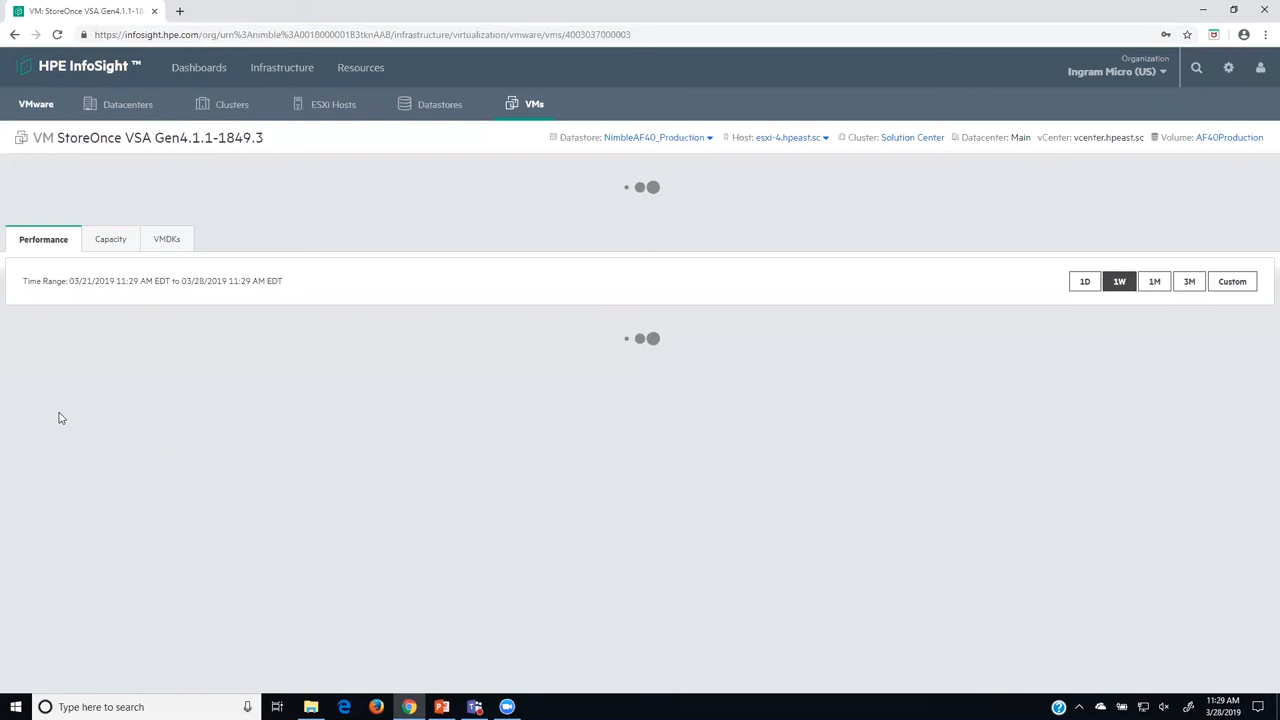 VM: StoreOnce VSA Gen4.1.1-18
https://infosight.hpe.com/org/urn%3Animble%3A0018000001B3tknAAB/infrastructure/virtualization/vmware/vms/4003037000003
HPE InfoSight ™ Dashboards Infrastructure Resources
Organization
Ingram Micro (US)
VMware Datacenters Clusters ESXi Hosts Datastores VMs
VM StoreOnce VSA Gen4.1.1-1849.3 Datastore: NimbleAF40_Production Host: esxi-4.hpeast.sc Cluster: Solution Center Datacenter: Main vCenter: vcenter.hpeast.sc Volume: AF40Production
Performance Capacity VMDKs
Time Range: 03/21/2019 11:29 AM EDT to 03/28/2019 11:29 AM EDT 1D 1W 1M 3M Custom
Type here to search
11:29 AM
3/28/2019